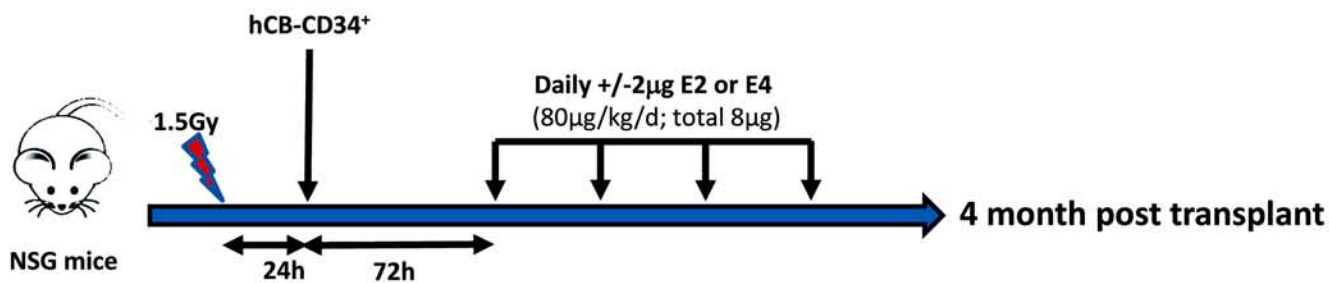 hCB-CD34⁺
Daily +/-2µg E2 or E4
(80µg/kg/d; total 8µg)
1.5Gy
4 month post transplant
NSG mice
24h
72h